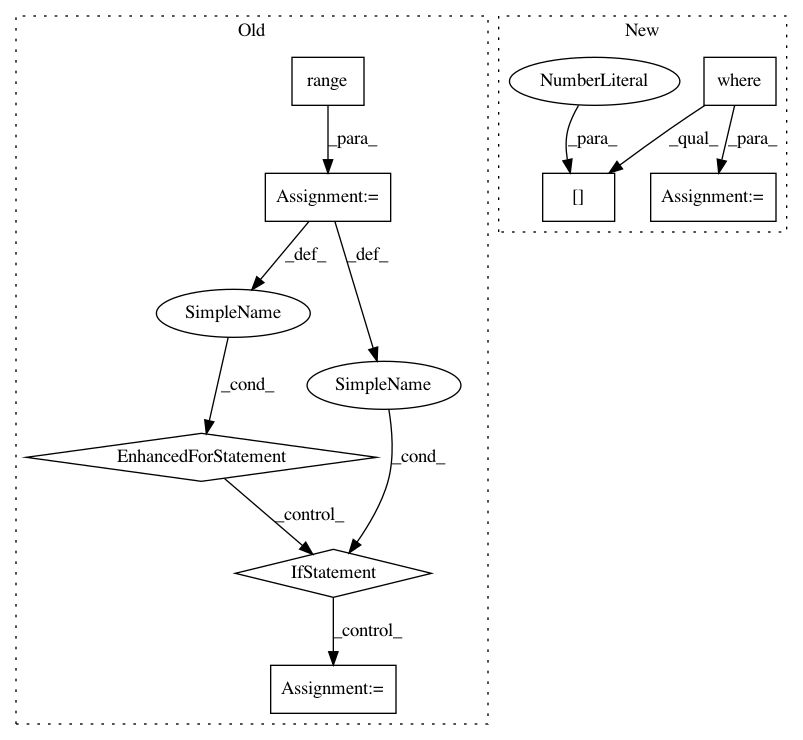 Old
New
range
NumberLiteral
where
_para_
_para_
_qual_
_para_
Assignment:=
[]
Assignment:=
_def_
_def_
SimpleName
SimpleName
_cond_
EnhancedForStatement
_cond_
_control_
IfStatement
_control_
Assignment:=